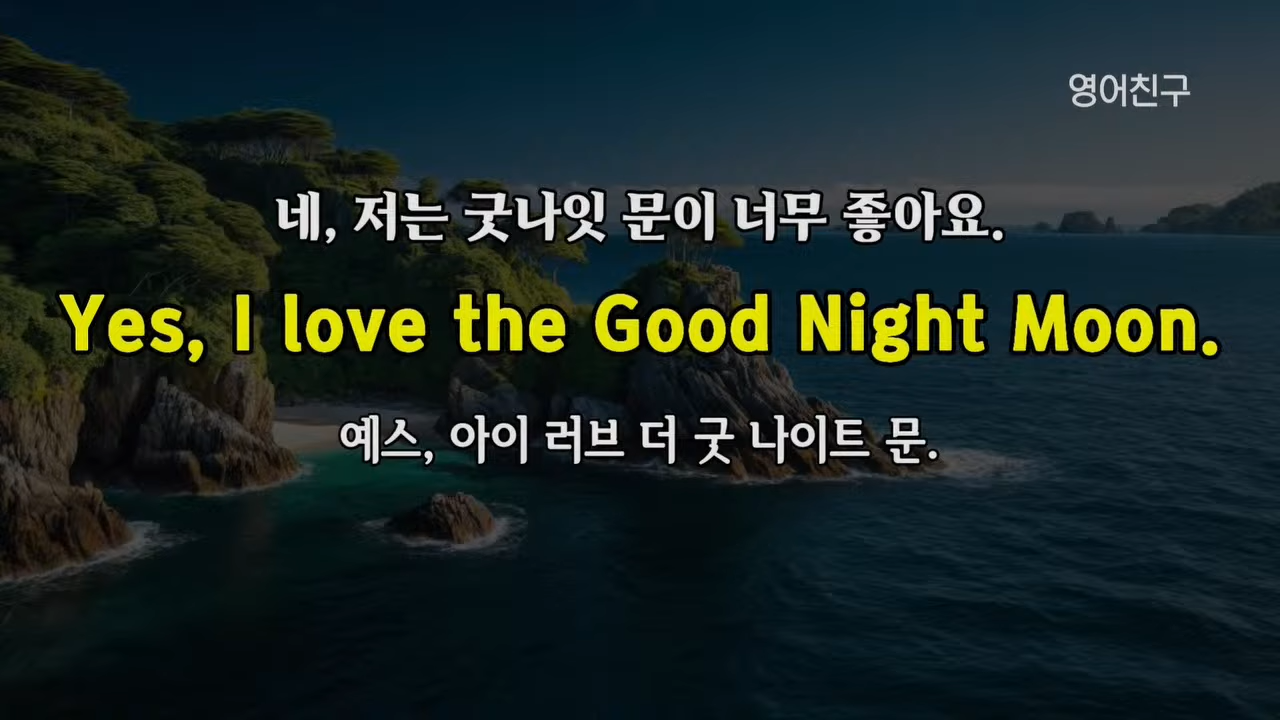 영어친구
네, 저는 굿나잇 문이 너무 좋아요.
Yes, I love the Good Night Moon.
예스, 아이 러브 더 굿 나이트 문.